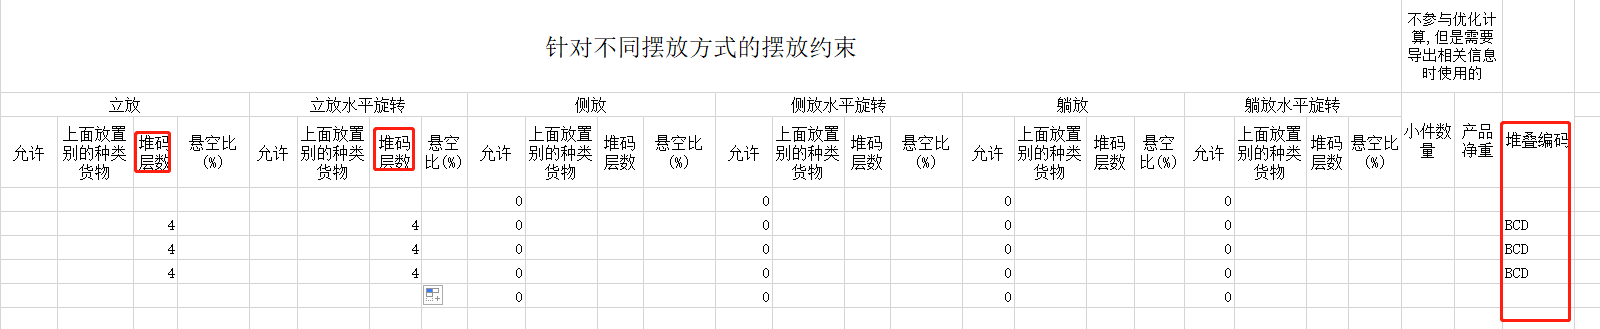 不参与优化计
算,但是需要
导出相关信息
时使用的
针对不同摆放方式的摆放约束
立放 立放水平旋转 侧放 侧放水平旋转 躺放 躺放水平旋转
允许
上面放置
别的种类
货物
堆码
层数
悬空比
(%)
允许
上面放置
别的种类
货物
堆码
层数
悬空
比(%)
允许
上面放置
别的种类
货物
堆码
层数
悬空比
(%)
允许
上面放置
别的种类
货物
堆码
层数
悬空比
(%)
允许
上面放置
别的种类
货物
堆码
层数
悬空
比(%)
允许
上面放置
别的种类
货物
堆码
层数
悬空比
(%)
小件数
量
产品
净重
堆叠编码
0 0 0 0
4 4 0 0 0 0 BCD
4 4 0 0 0 0 BCD
4 4 0 0 0 0 BCD
0 0 0 0